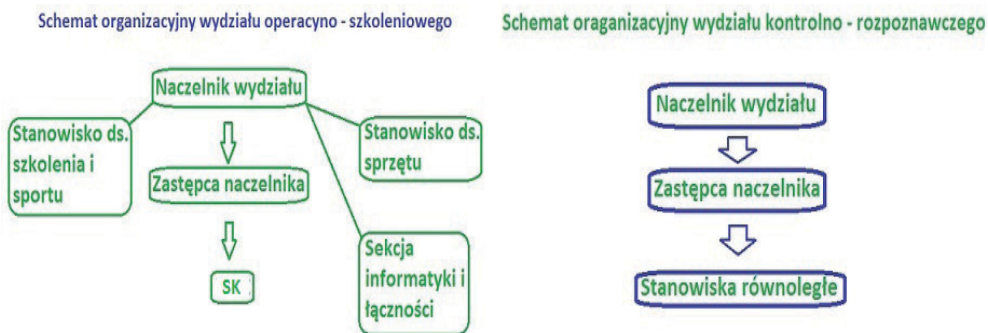 Schemat organizacyjny wydziału operacyno - szkoleniowego
Naczelnik wydziału
Stanowisko ds.
szkolenia i
sportu
Stanowisko ds.
sprzętu
Zastępca naczelnika
SK
Sekcja
informatyki i
łączności
Schemat oraganizacyjny wydziału kontrolno - rozpoznawczego
Naczelnik wydziału
Zastępca naczelnika
Stanowiska równoległe